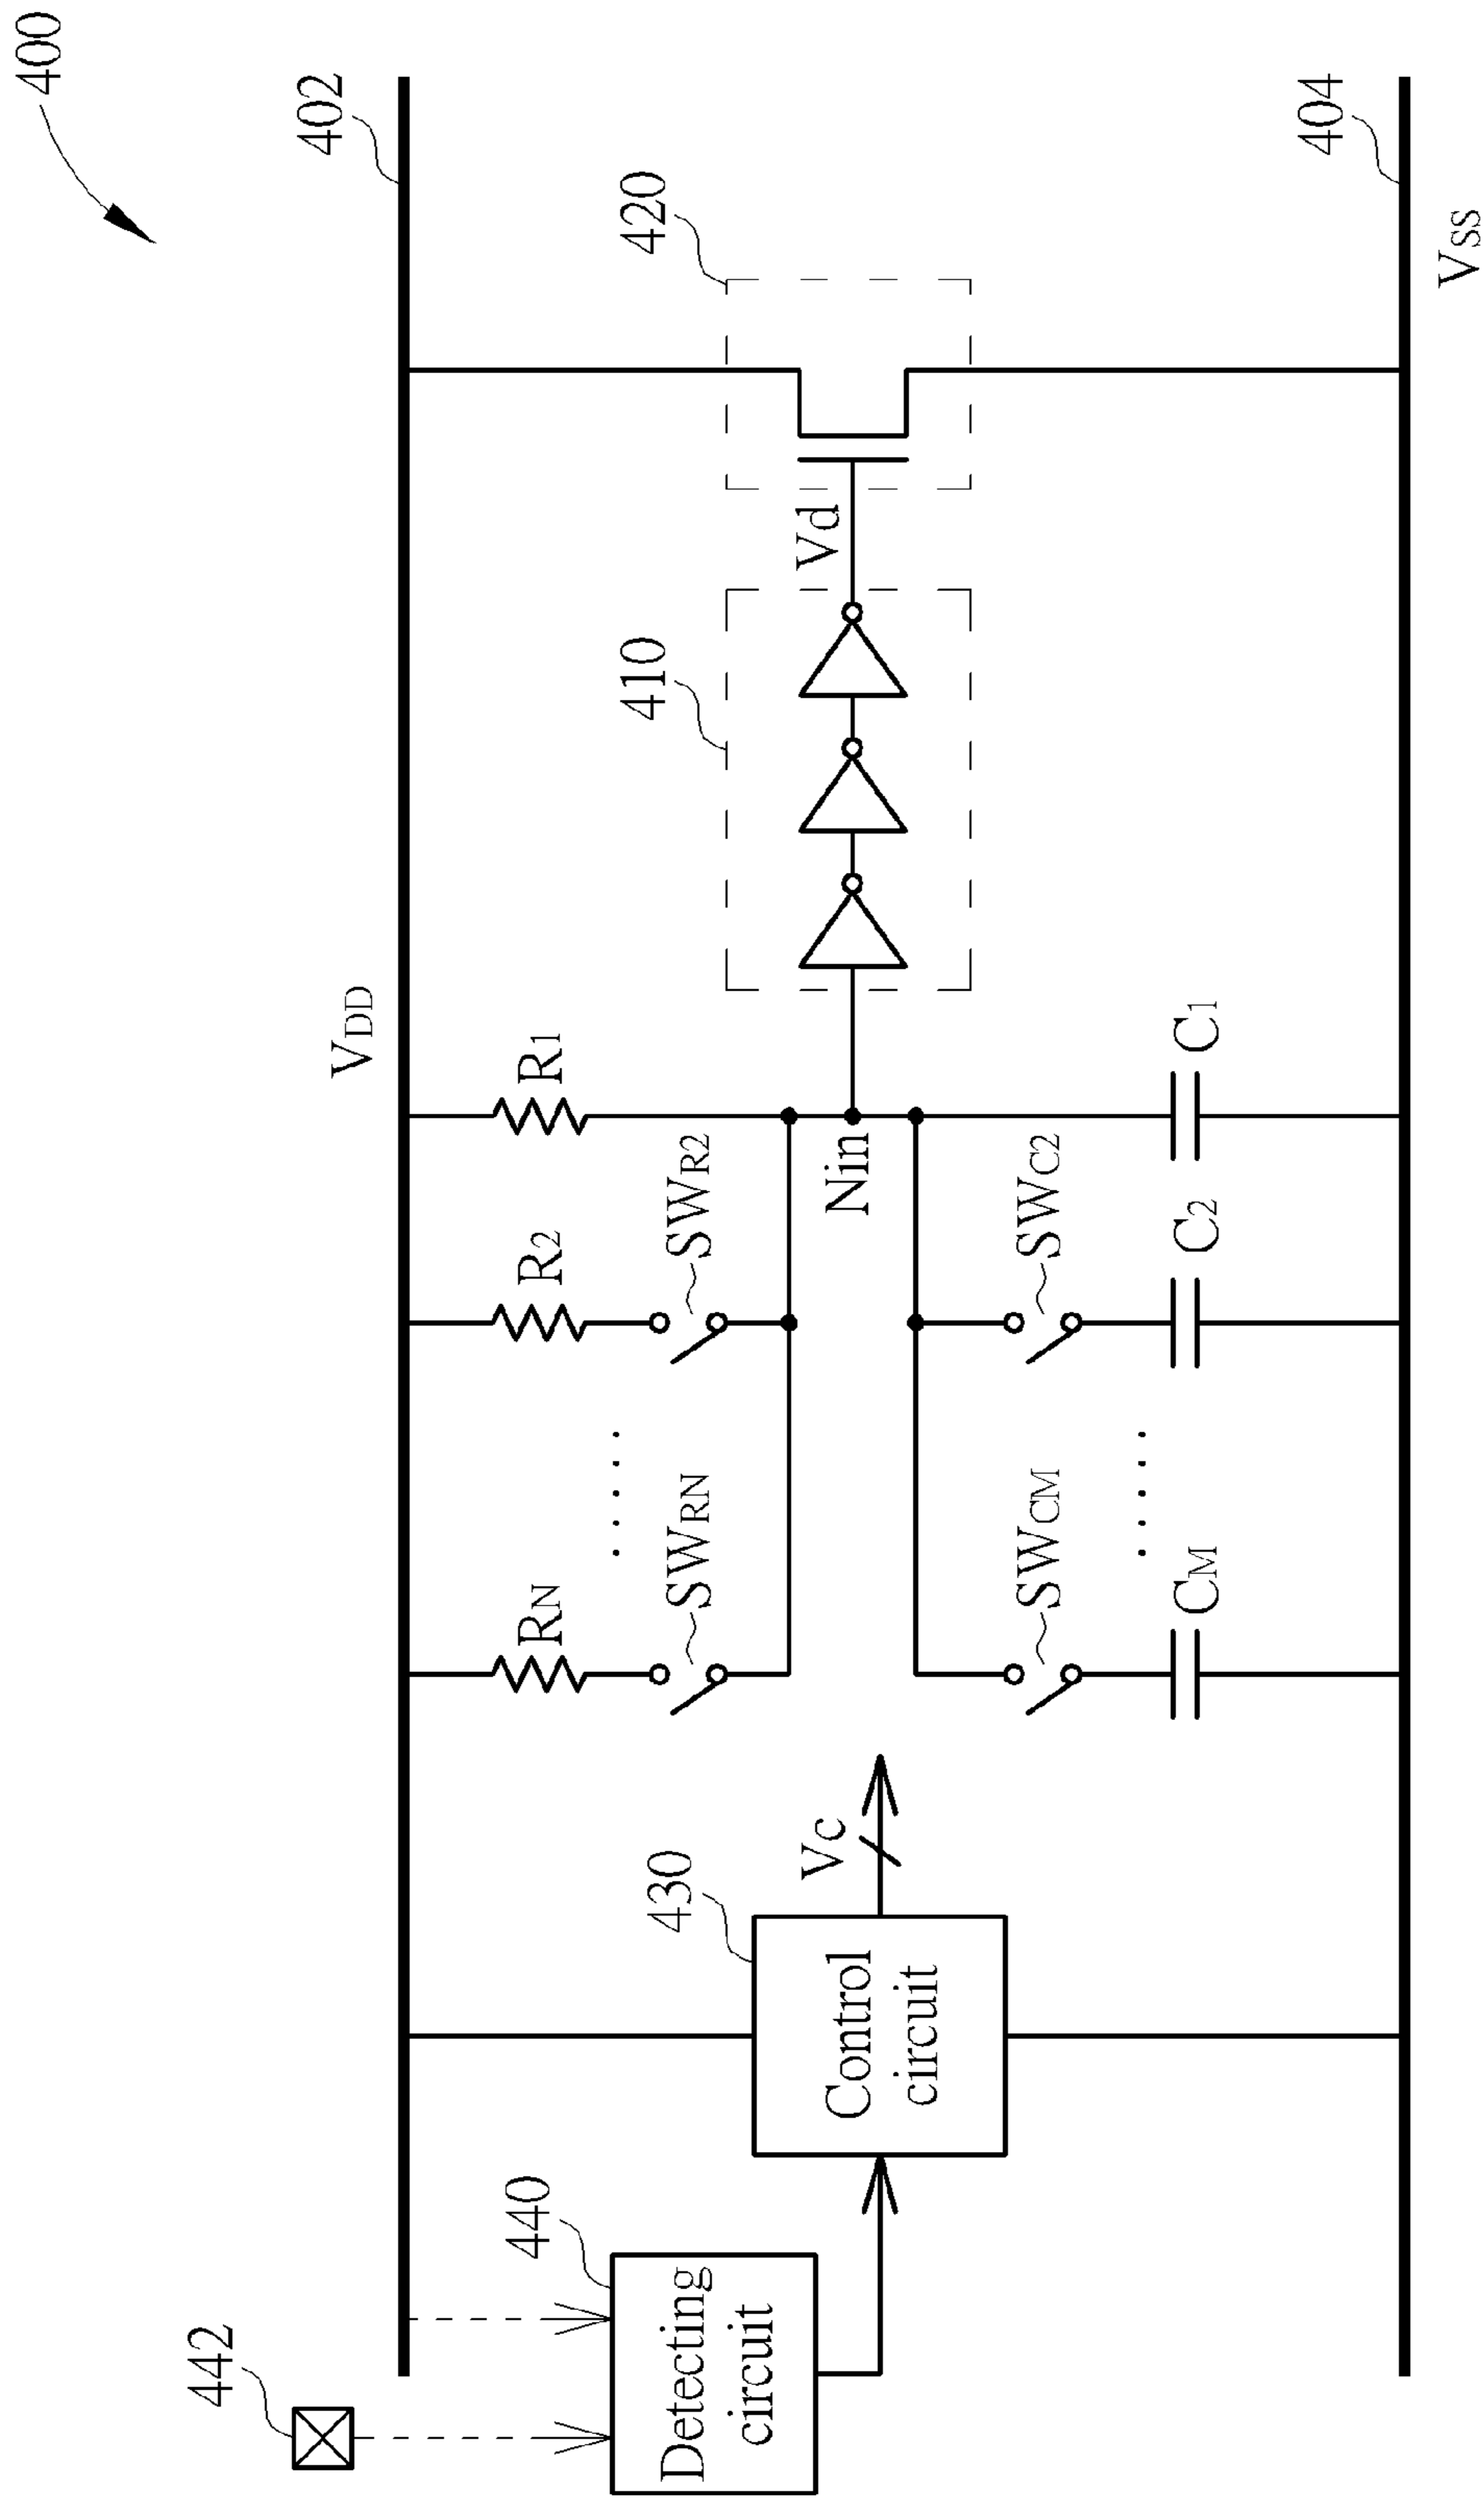 400
402
VDD
442
440
Detecting
circuit
430
Control
circuit
Vc
RN
R2
R1
SWRN
SWR2
Nin
410
Vd
420
SWCM
SWC2
CM
C2
C1
404
VSS